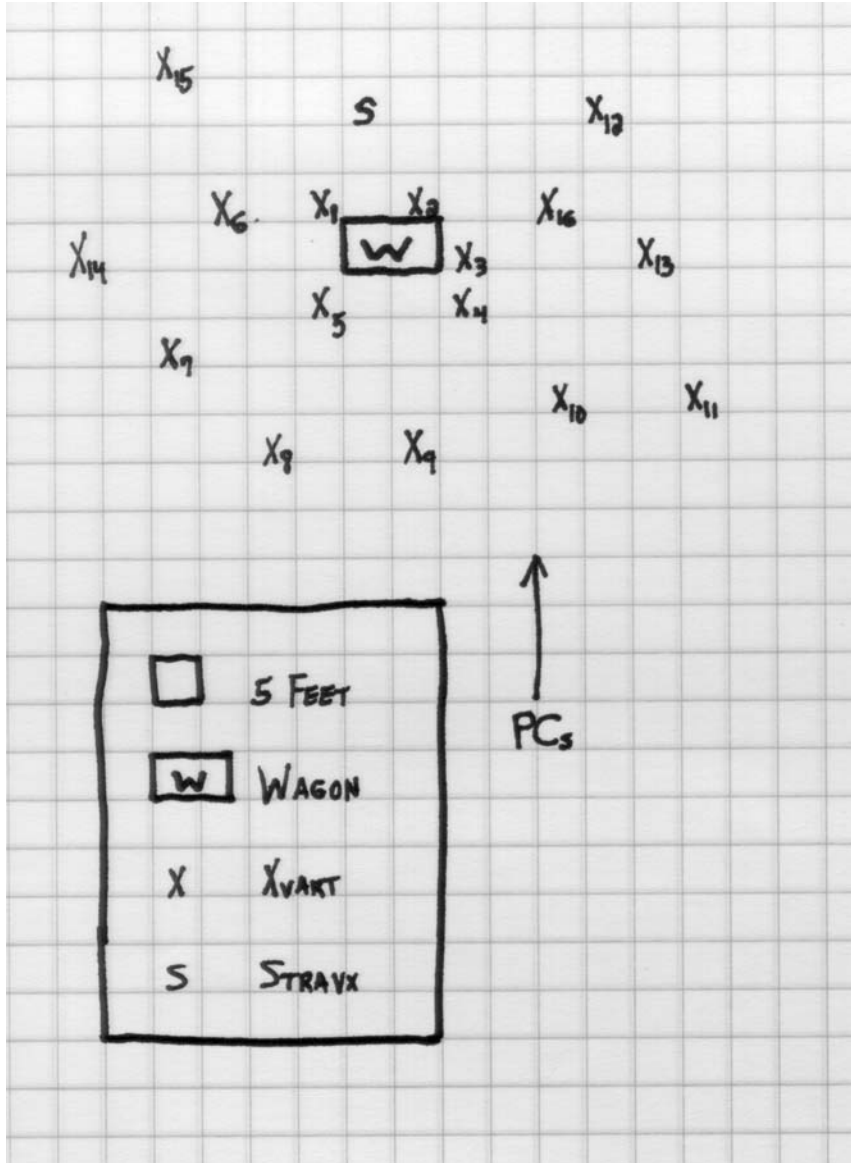 X15
S X12
X6 X1 X2 X16
W
X14 X3 X13
X5 X4
X7
X10 X11
X8 X9
PCs
5 FEET
W WAGON
X XVART
S STRAVX